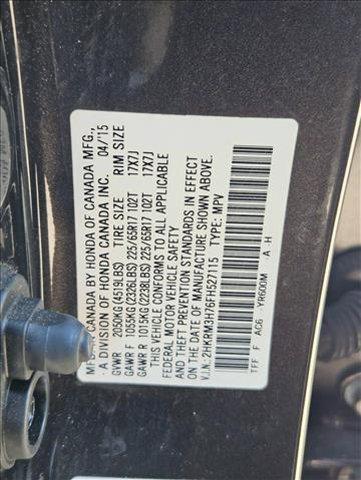 MFD. IN CANADA BY HONDA OF CANADA MFG.,
A DIVISION OF HONDA CANADA INC. 04/15
GVWR 2050KG (4519LBS) TIRE SIZE RIM SIZE
GAWR F 1055KG (2326LBS) 225/65R17 102T 17X7J
GAWR R 1015KG (2238LBS) 225/65R17 102T 17X7J
THIS VEHICLE CONFORMS TO ALL APPLICABLE
FEDERAL MOTOR VEHICLE SAFETY
AND THEFT PREVENTION STANDARDS IN EFFECT
ON THE DATE OF MANUFACTURE SHOWN ABOVE.
V.I.N.: 2HKRM3H76FH527115 TYPE: MPV
TFF F AC6 YR600M A - H